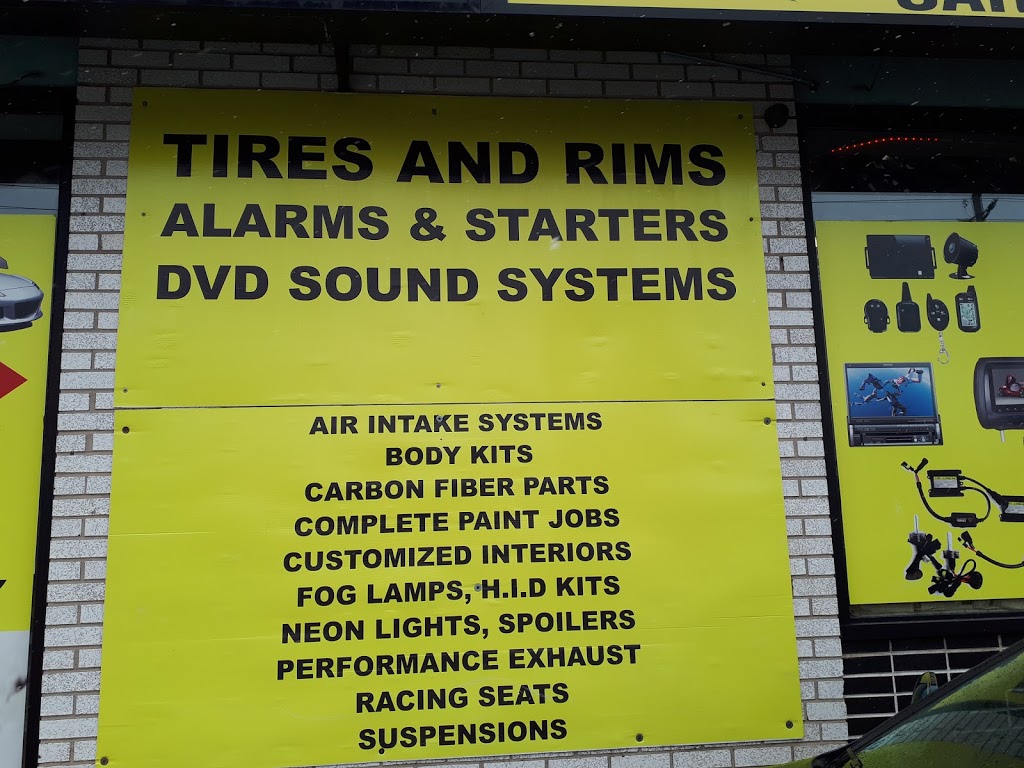 TIRES AND RIMS
ALARMS & STARTERS
DVD SOUND SYSTEMS
AIR INTAKE SYSTEMS
BODY KITS
CARBON FIBER PARTS
COMPLETE PAINT JOBS
CUSTOMIZED INTERIORS
FOG LAMPS, H.I.D KITS
NEON LIGHTS, SPOILERS
PERFORMANCE EXHAUST
RACING SEATS
SUSPENSIONS